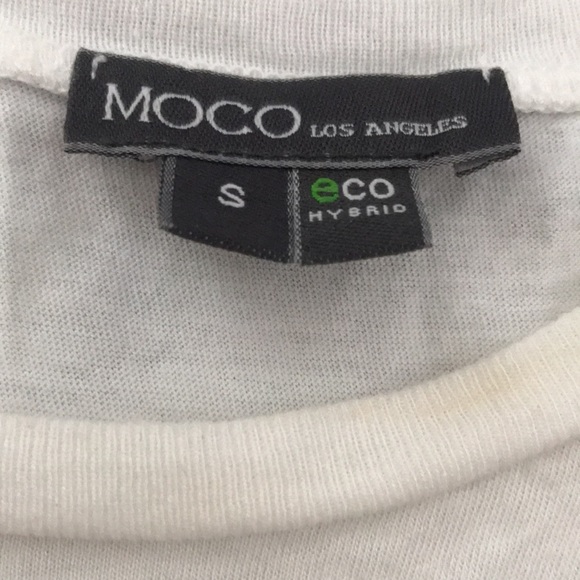 MOCO LOS ANGELES
S
eco
HYBRID